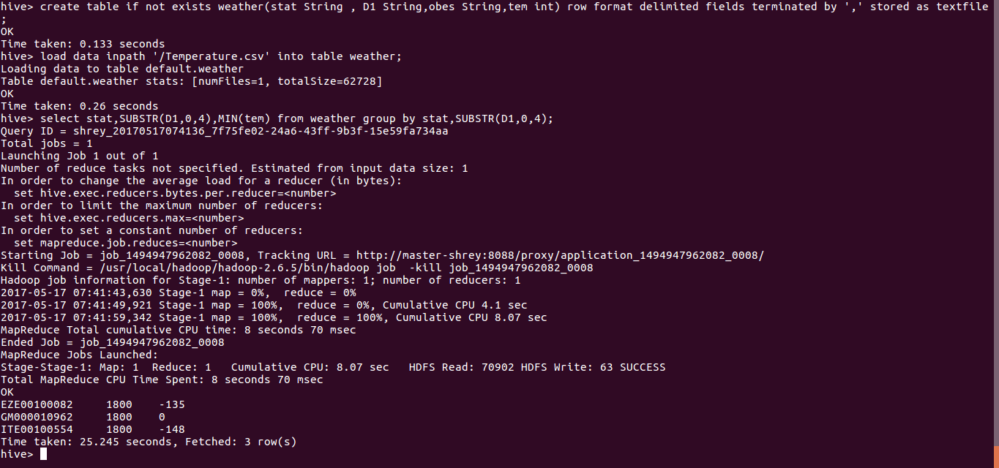 hive> create table if not exists weather(stat String , D1 String,obes String,tem int) row format delimited fields terminated by ',' stored as textfile
;
OK
Time taken: 0.133 seconds
hive> load data inpath '/Temperature.csv' into table weather;
Loading data to table default.weather
Table default.weather stats: [numFiles=1, totalSize=62728]
OK
Time taken: 0.26 seconds
hive> select stat,SUBSTR(D1,0,4),MIN(tem) from weather group by stat,SUBSTR(D1,0,4);
Query ID = shrey_20170517074136_7f75fe02-24a6-43ff-9b3f-15e59fa734aa
Total jobs = 1
Launching Job 1 out of 1
Number of reduce tasks not specified. Estimated from input data size: 1
In order to change the average load for a reducer (in bytes):
  set hive.exec.reducers.bytes.per.reducer=<number>
In order to limit the maximum number of reducers:
  set hive.exec.reducers.max=<number>
In order to set a constant number of reducers:
  set mapreduce.job.reduces=<number>
Starting Job = job_1494947962082_0008, Tracking URL = http://master-shrey:8088/proxy/application_1494947962082_0008/
Kill Command = /usr/local/hadoop/hadoop-2.6.5/bin/hadoop job  -kill job_1494947962082_0008
Hadoop job information for Stage-1: number of mappers: 1; number of reducers: 1
2017-05-17 07:41:43,630 Stage-1 map = 0%,  reduce = 0%
2017-05-17 07:41:49,921 Stage-1 map = 100%,  reduce = 0%, Cumulative CPU 4.1 sec
2017-05-17 07:41:59,342 Stage-1 map = 100%,  reduce = 100%, Cumulative CPU 8.07 sec
MapReduce Total cumulative CPU time: 8 seconds 70 msec
Ended Job = job_1494947962082_0008
MapReduce Jobs Launched:
Stage-Stage-1: Map: 1  Reduce: 1   Cumulative CPU: 8.07 sec   HDFS Read: 70902 HDFS Write: 63 SUCCESS
Total MapReduce CPU Time Spent: 8 seconds 70 msec
OK
EZE00100082     1800    -135
GM000010962     1800    0
ITE00100554     1800    -148
Time taken: 25.245 seconds, Fetched: 3 row(s)
hive>